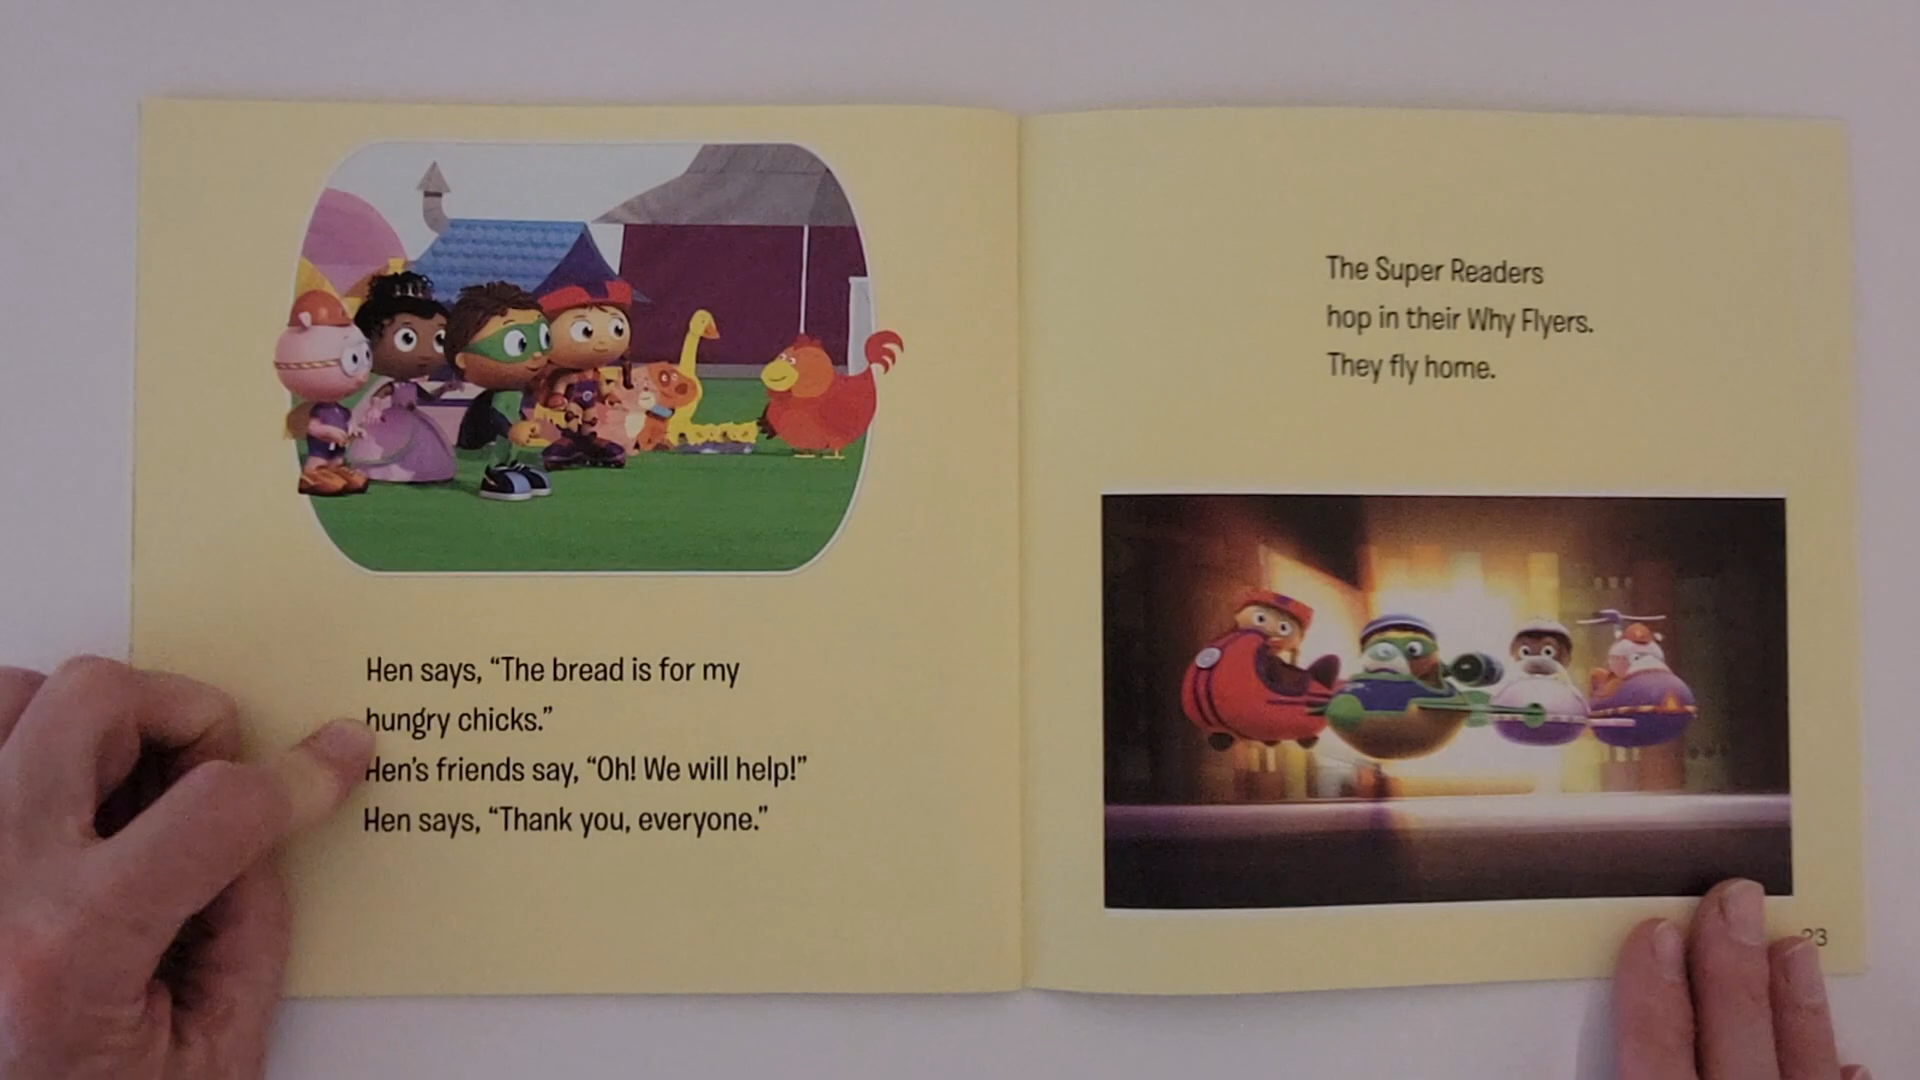 Hen says, “The bread is for my
hungry chicks.”
Hen’s friends say, “Oh! We will help!”
Hen says, “Thank you, everyone.”
The Super Readers
hop in their Why Flyers.
They fly home.
23